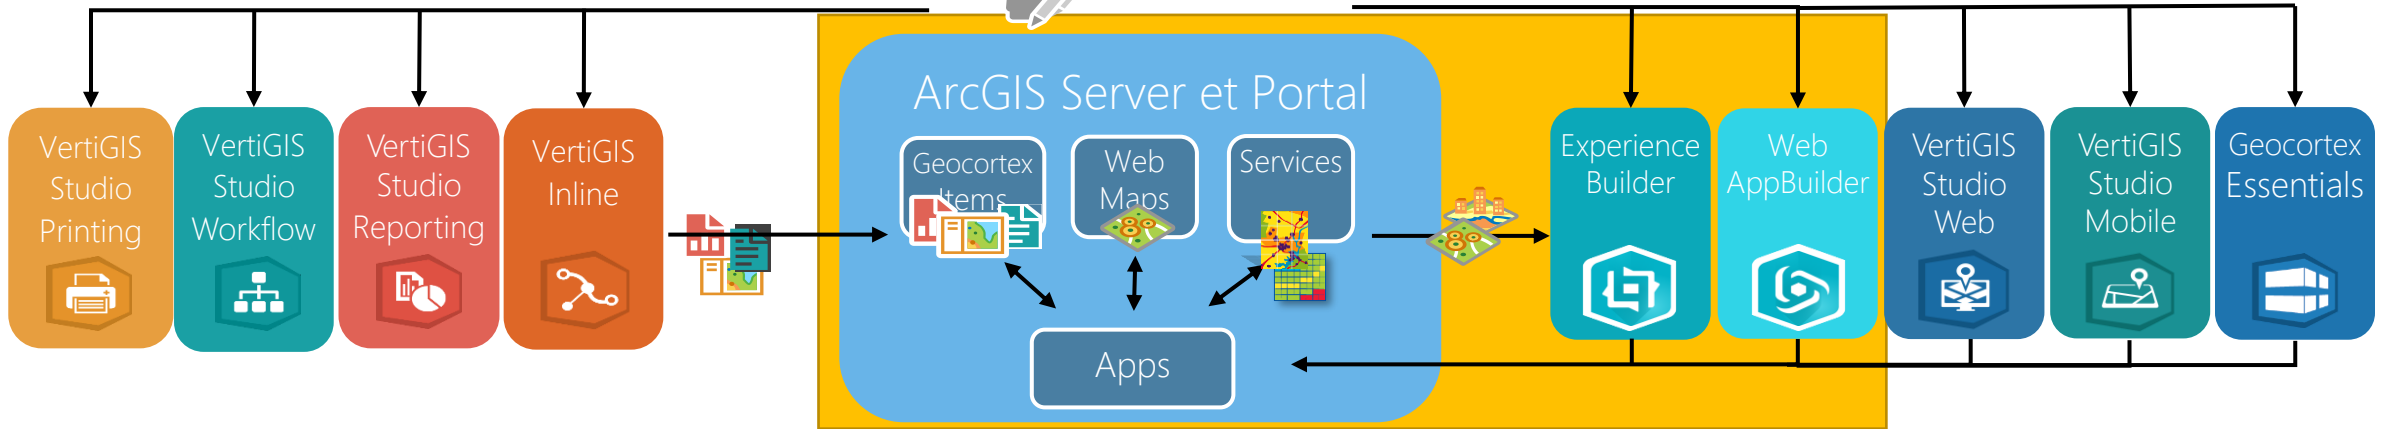 VertiGIS
Studio
Printing
VertiGIS
Studio
Workflow
VertiGIS
Studio
Reporting
VertiGIS
Inline
ArcGIS Server et Portal
Geocortex
Items
Web
Maps
Services
Apps
Experience
Builder
Web
AppBuilder
VertiGIS
Studio
Web
VertiGIS
Studio
Mobile
Geocortex
Essentials